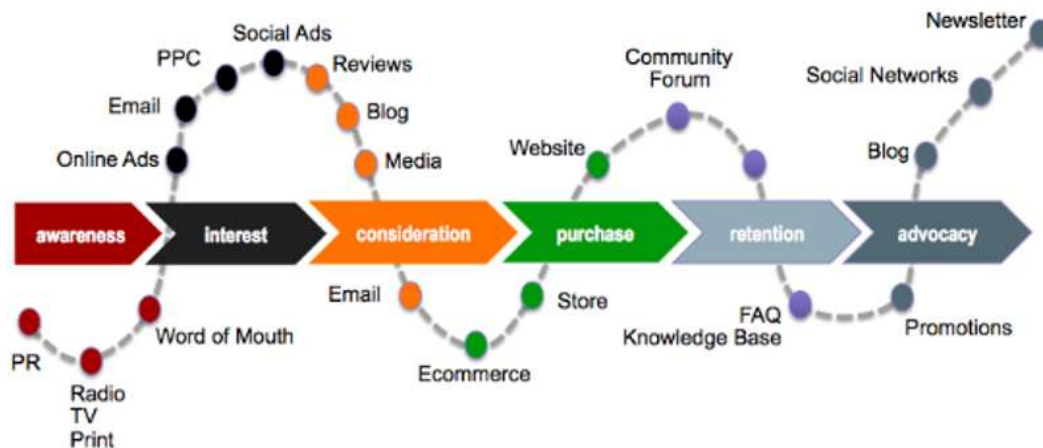 Newsletter
Social Ads
PPC
Reviews
Community
Forum
Social Networks
Email
Blog
Website
Online Ads
Media
Blog
awareness
interest
consideration
purchase
retention
advocacy
Email
Store
FAQ
Knowledge Base
Promotions
Word of Mouth
PR
Ecommerce
Radio
TV
Print